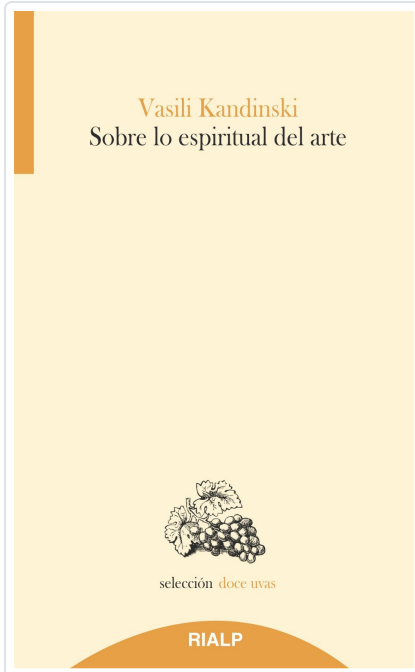 Vasili Kandinski
Sobre lo espiritual del arte
selección doce uvas
RIALP